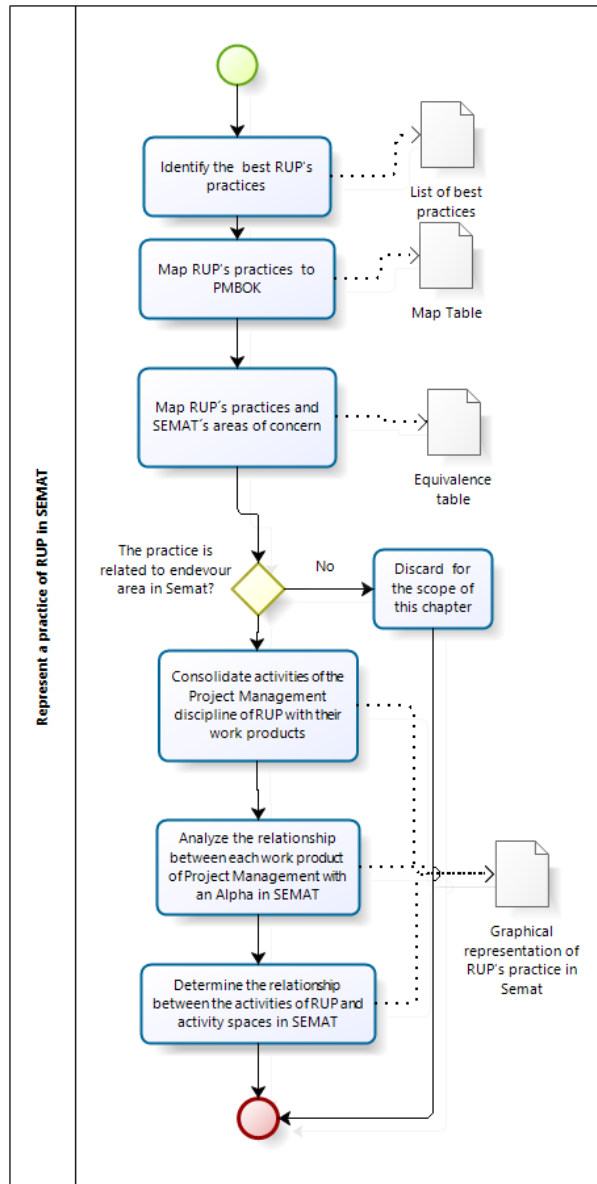 Represent a practice of RUP in SEMAT
Identify the best RUP's
practices
List of best
practices
Map RUP's practices to
PMBOK
Map Table
Map RUP´s practices and
SEMAT´s areas of concern
Equivalence
table
The practice is
related to endevour
area in Semat?
No
Discard for
the scope of
this chapter
Consolidate activities of the
Project Management
discipline of RUP with their
work products
Analyze the relationship
between each work product
of Project Management with
an Alpha in SEMAT
Graphical
representation of
RUP's practice in
Semat
Determine the relationship
between the activities of RUP and
activity spaces in SEMAT